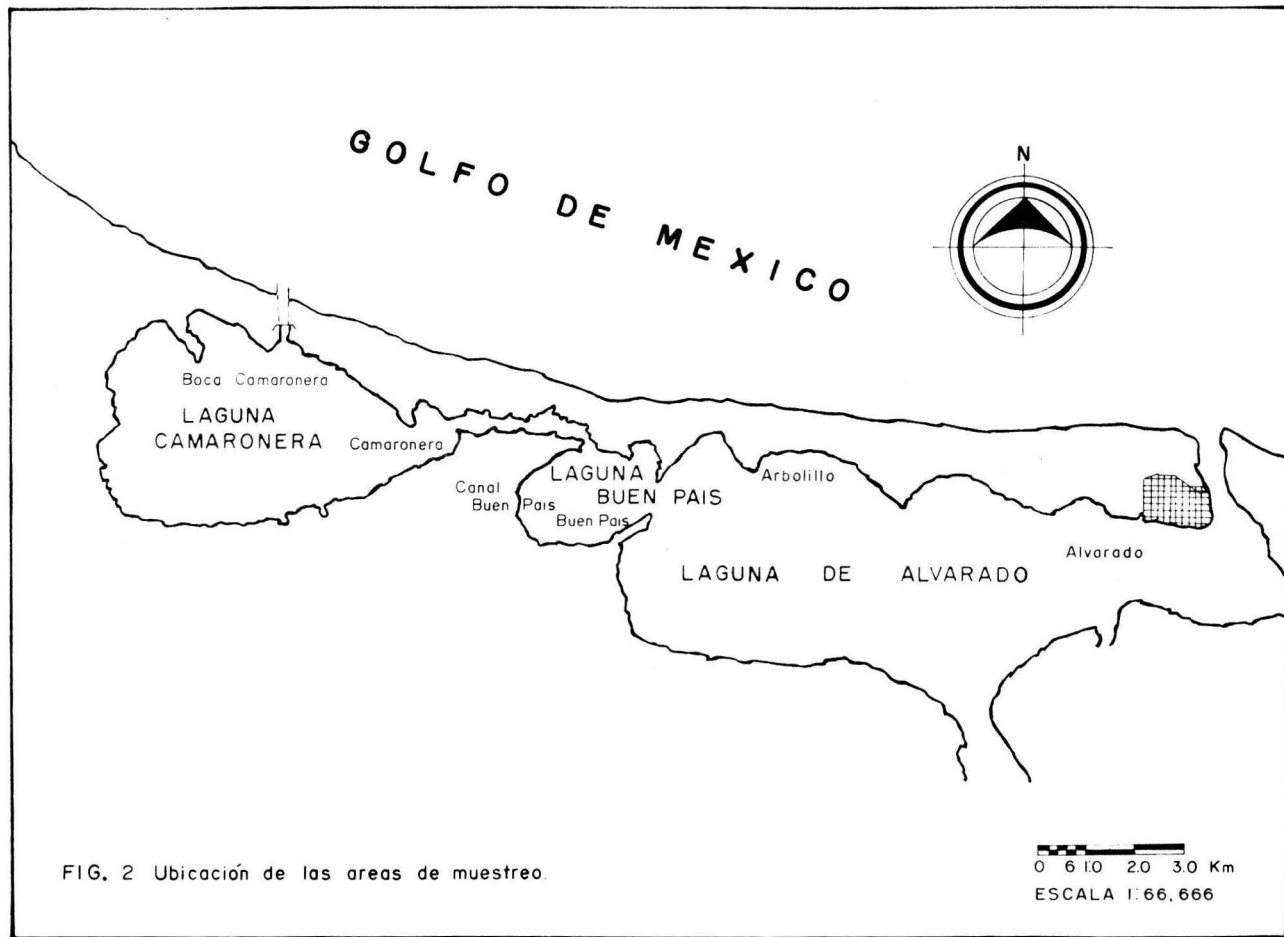 GOLFO DE MEXICO
N
Boca Camaronera
LAGUNA
CAMARONERA
Camaronera
Canal
Buen Pais
LAGUNA
BUEN PAIS
Buen Pais
Arbolillo
Alvarado
LAGUNA DE ALVARADO
FIG. 2 Ubicación de las areas de muestreo.
0 6 1.0 2.0 3.0 Km
ESCALA 1:66,666